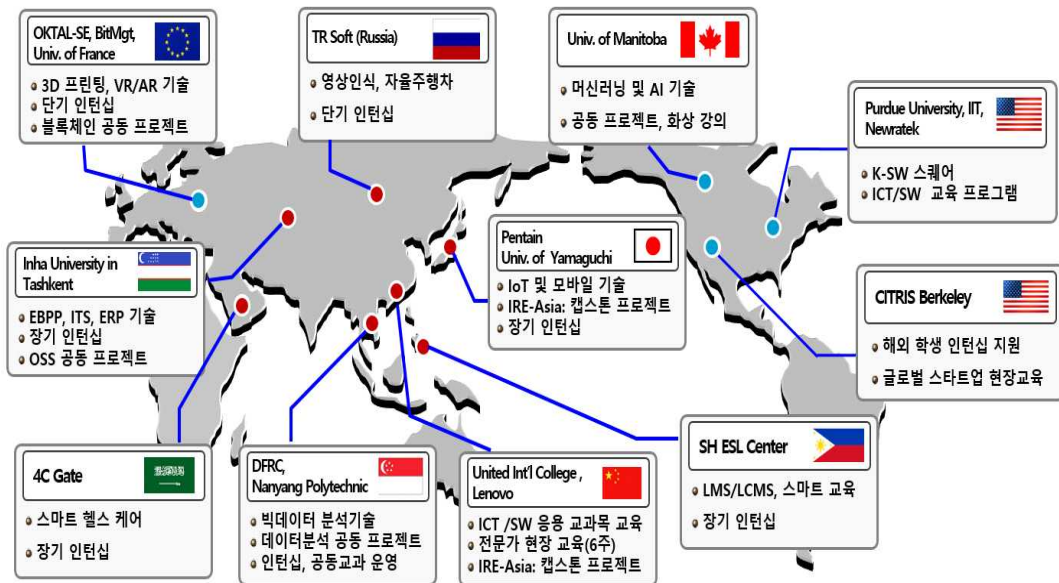 OKTAL-SE, BitMgt,
Univ. of France
3D 프린팅, VR/AR 기술
단기 인턴십
블록체인 공동 프로젝트
TR Soft (Russia)
영상인식, 자율주행차
단기 인턴십
Univ. of Manitoba
머신러닝 및 AI 기술
공동 프로젝트, 화상 강의
Purdue University, IIT,
Newratek
K-SW 스퀘어
ICT/SW 교육 프로그램
Inha University in
Tashkent
EBPP, ITS, ERP 기술
장기 인턴십
OSS 공동 프로젝트
Pentain
Univ. of Yamaguchi
IoT 및 모바일 기술
IRE-Asia: 캡스톤 프로젝트
장기 인턴십
CITRIS Berkeley
해외 학생 인턴십 지원
글로벌 스타트업 현장교육
4C Gate
스마트 헬스 케어
장기 인턴십
DFRC,
Nanyang Polytechnic
빅데이터 분석기술
데이터분석 공동 프로젝트
인턴십, 공동교과 운영
United Int'l College ,
Lenovo
ICT /SW 응용 교과목 교육
전문가 현장 교육(6주)
IRE-Asia: 캡스톤 프로젝트
SH ESL Center
LMS/LCMS, 스마트 교육
장기 인턴십